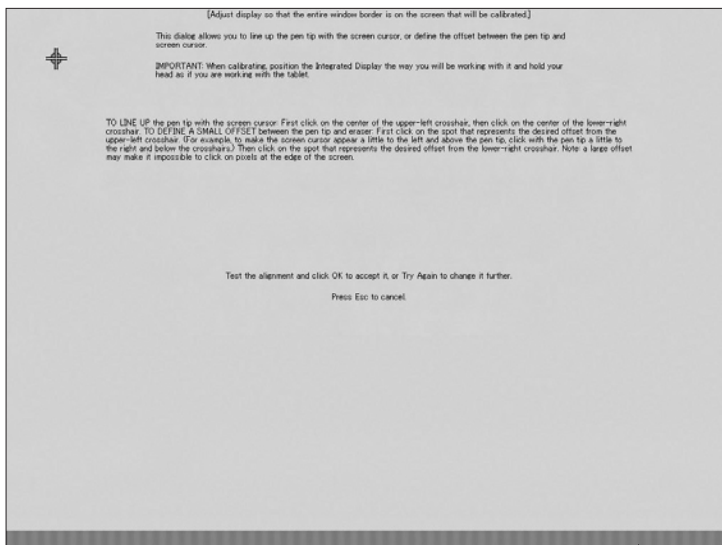 [Adjust display so that the entire window border is on the screen that will be calibrated.]
This dialog allows you to line up the pen tip with the screen cursor, or define the offset between the pen tip and
screen cursor.
IMPORTANT: When calibrating, position the Integrated Display the way you will be working with it and hold your
head as if you are working with the tablet.
TO LINE UP the pen tip with the screen cursor: First click on the center of the upper-left crosshair, then click on the center of the lower-right
crosshair. TO DEFINE A SMALL OFFSET between the pen tip and eraser: First click on the spot that represents the desired offset from the
upper-left crosshair. (For example, to make the screen cursor appear a little to the left and above the pen tip, click with the pen tip a little to
the right and below the crosshairs.) Then click on the spot that represents the desired offset from the lower-right crosshair. Note: a large offset
may make it impossible to click on pixels at the edge of the screen.
Test the alignment and click OK to accept it, or Try Again to change it further.
Press Esc to cancel.